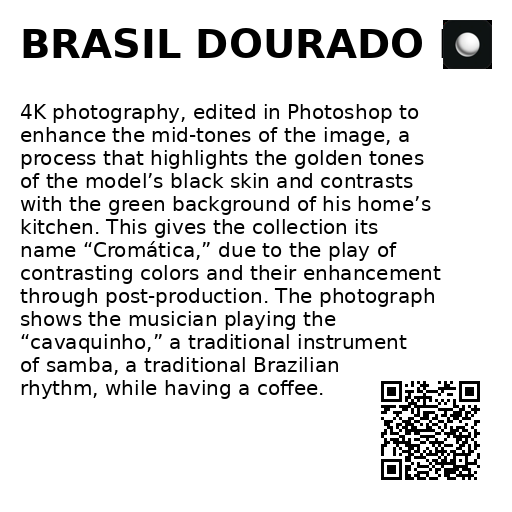 BRASIL DOURADO
4K photography, edited in Photoshop to
enhance the mid-tones of the image, a
process that highlights the golden tones
of the model’s black skin and contrasts
with the green background of his home’s
kitchen. This gives the collection its
name “Cromática,” due to the play of
contrasting colors and their enhancement
through post-production. The photograph
shows the musician playing the
“cavaquinho,” a traditional instrument
of samba, a traditional Brazilian
rhythm, while having a coffee.